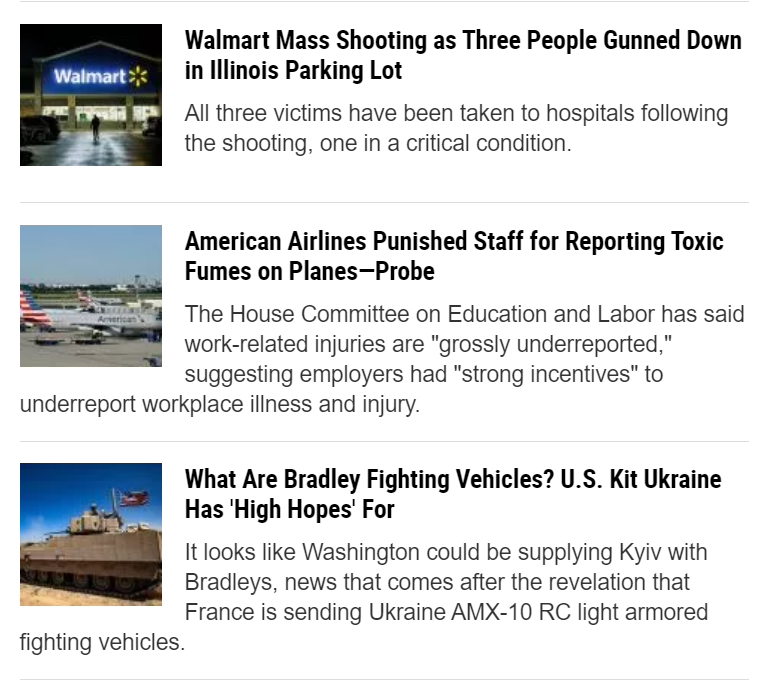 Walmart
Walmart Mass Shooting as Three People Gunned Down
in Illinois Parking Lot
All three victims have been taken to hospitals following
the shooting, one in a critical condition.
American
American Airlines Punished Staff for Reporting Toxic
Fumes on Planes—Probe
The House Committee on Education and Labor has said
work-related injuries are "grossly underreported,"
suggesting employers had "strong incentives" to
underreport workplace illness and injury.
What Are Bradley Fighting Vehicles? U.S. Kit Ukraine
Has 'High Hopes' For
It looks like Washington could be supplying Kyiv with
Bradleys, news that comes after the revelation that
France is sending Ukraine AMX-10 RC light armored
fighting vehicles.